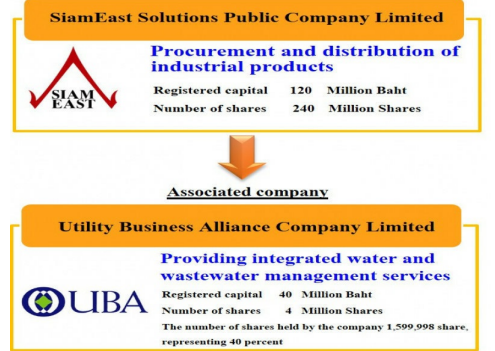 SiamEast Solutions Public Company Limited
Procurement and distribution of
industrial products
SIAM
EAST
Registered capital 120 Million Baht
Number of shares 240 Million Shares
Associated company
Utility Business Alliance Company Limited
Providing integrated water and
wastewater management services
UBA
Registered capital 40 Million Baht
Number of shares 4 Million Shares
The number of shares held by the company 1,599,998 share,
representing 40 percent